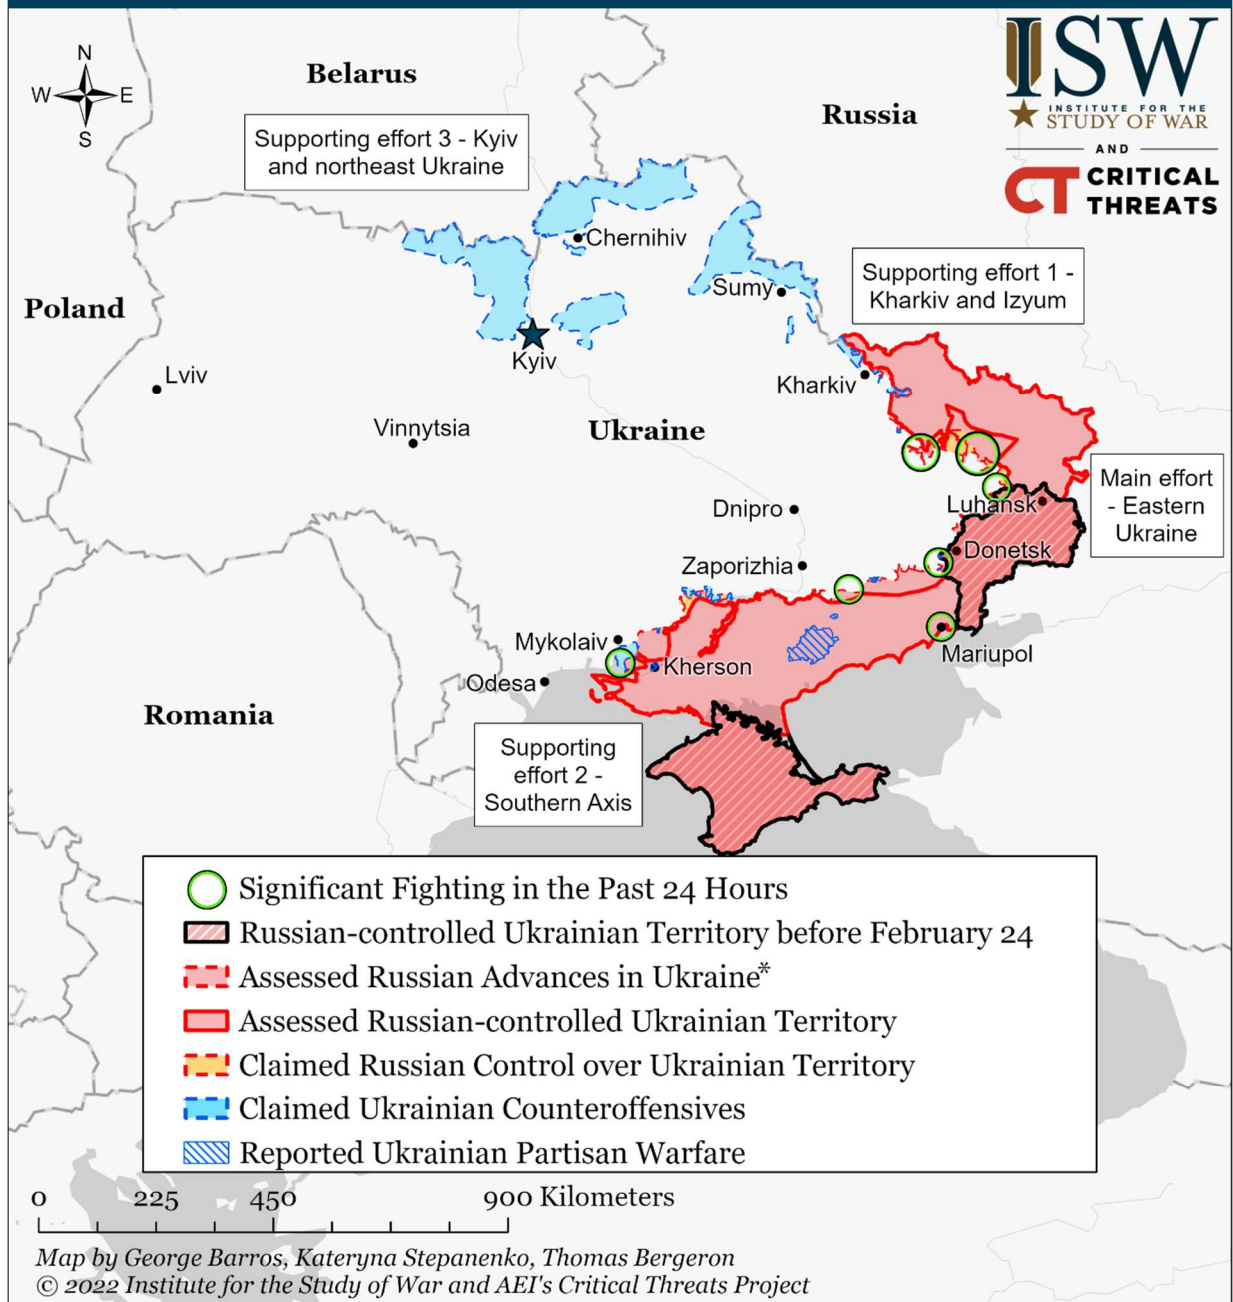 N
W E
S
Belarus
Russia
ISW
INSTITUTE FOR THE
STUDY OF WAR
AND
CT CRITICAL
THREATS
Supporting effort 3 - Kyiv
and northeast Ukraine
Chernihiv
Sumy
Supporting effort 1 -
Kharkiv and Izyum
Poland
Kyiv
Lviv
Kharkiv
Vinnytsia
Ukraine
Main effort
- Eastern
Ukraine
Luhansk
Dnipro
Donetsk
Zaporizhia
Mykolaiv
Mariupol
Kherson
Odesa
Romania
Supporting
effort 2 -
Southern Axis
Significant Fighting in the Past 24 Hours
Russian-controlled Ukrainian Territory before February 24
Assessed Russian Advances in Ukraine*
Assessed Russian-controlled Ukrainian Territory
Claimed Russian Control over Ukrainian Territory
Claimed Ukrainian Counteroffensives
Reported Ukrainian Partisan Warfare
0 225 450 900 Kilometers
Map by George Barros, Kateryna Stepanenko, Thomas Bergeron
© 2022 Institute for the Study of War and AEI's Critical Threats Project